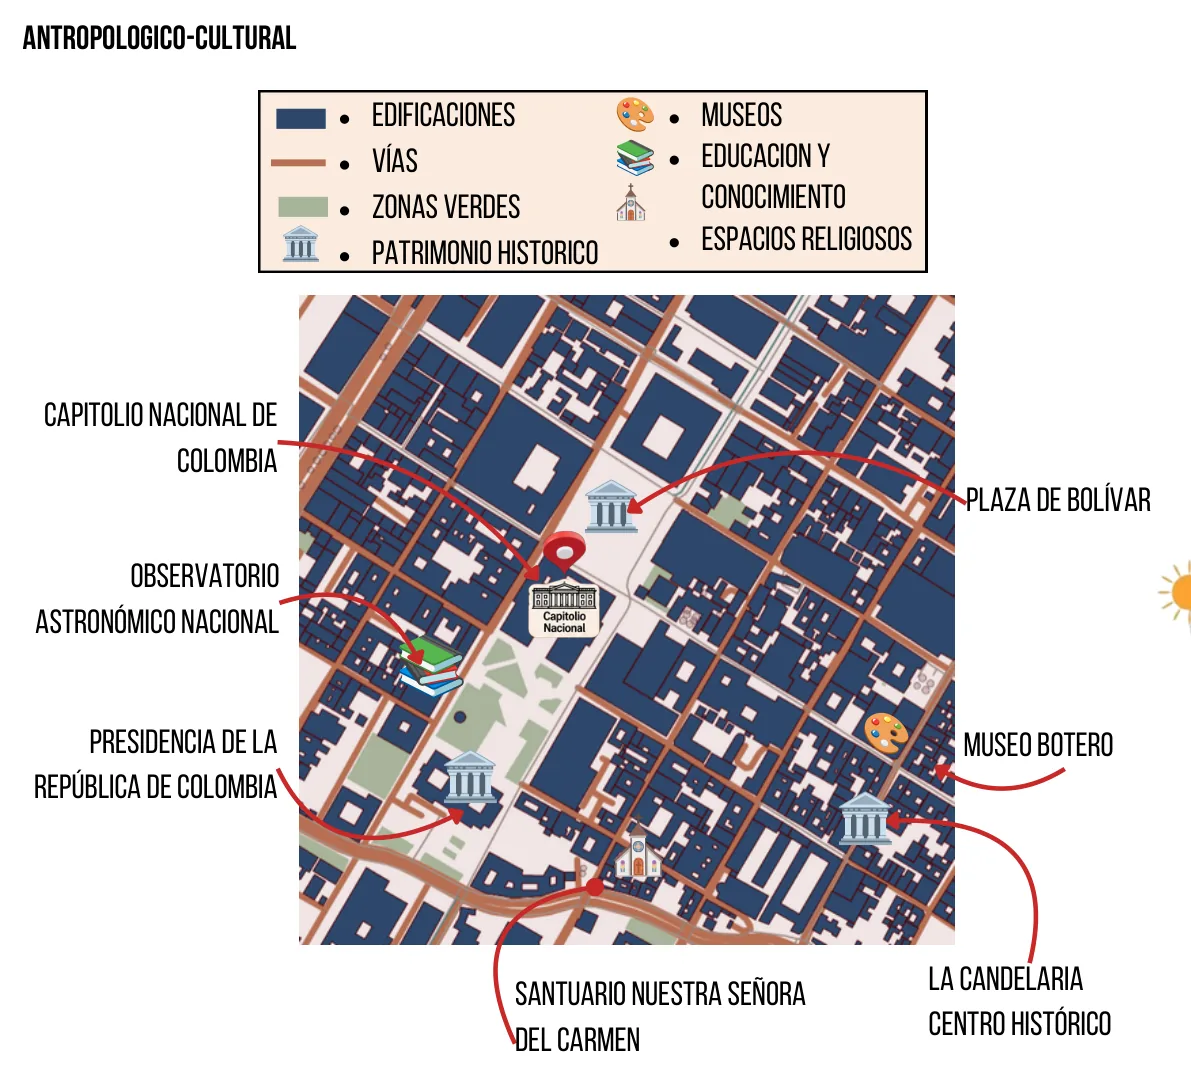 ANTROPOLOGICO-CULTURAL
EDIFICACIONES
VÍAS
ZONAS VERDES
PATRIMONIO HISTORICO
MUSEOS
EDUCACION Y
CONOCIMIENTO
ESPACIOS RELIGIOSOS
CAPITOLIO NACIONAL DE
COLOMBIA
PLAZA DE BOLÍVAR
OBSERVATORIO
ASTRONÓMICO NACIONAL
Capitolio
Nacional
PRESIDENCIA DE LA
REPÚBLICA DE COLOMBIA
MUSEO BOTERO
SANTUARIO NUESTRA SEÑORA
DEL CARMEN
LA CANDELARIA
CENTRO HISTÓRICO